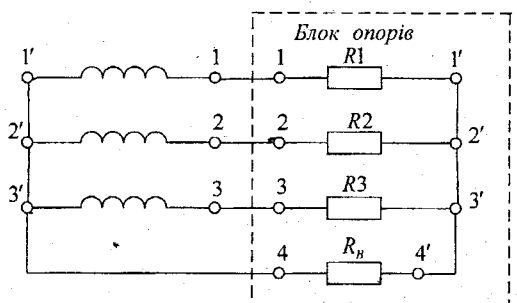 Блок опорів
1′ 1 1 R1 1′
2′ 2 2 R2 2′
3′ 3 3 R3 3′
4 Rн 4′